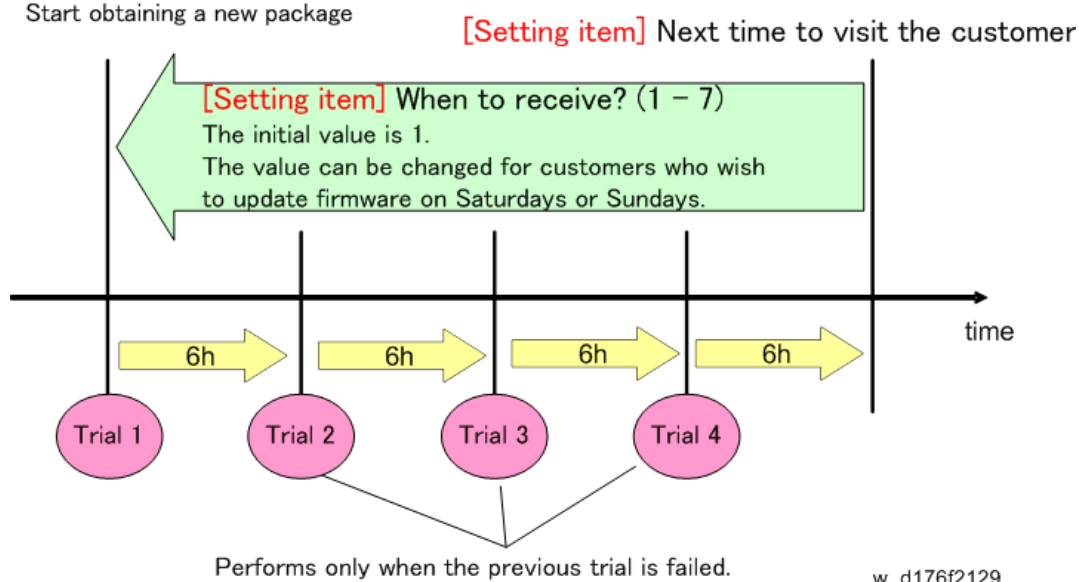 Start obtaining a new package
[Setting item] Next time to visit the customer
[Setting item] When to receive? (1 - 7)
The initial value is 1.
The value can be changed for customers who wish
to update firmware on Saturdays or Sundays.
time
6h
6h
6h
6h
Trial 1
Trial 2
Trial 3
Trial 4
Performs only when the previous trial is failed.
w_d176f2129